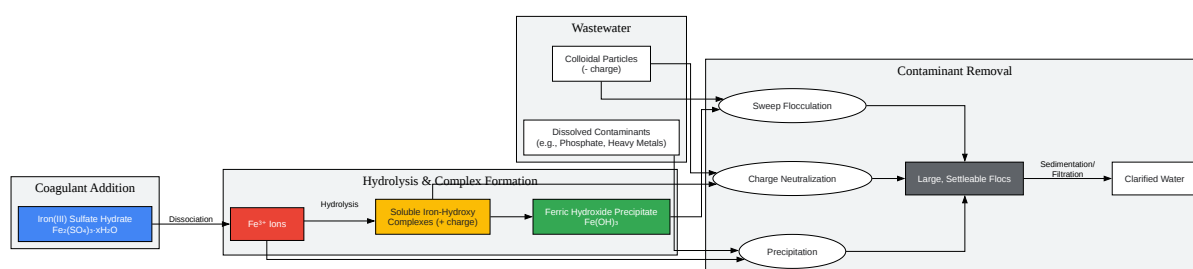 Wastewater
Colloidal Particles
(- charge)
Dissolved Contaminants
(e.g., Phosphate, Heavy Metals)
Contaminant Removal
Sweep Flocculation
Charge Neutralization
Large, Settleable Flocs
Sedimentation/
Filtration
Clarified Water
Precipitation
Coagulant Addition
Iron(III) Sulfate Hydrate
Fe₂(SO₄)₃·xH₂O
Dissociation
Hydrolysis & Complex Formation
Fe³⁺ Ions
Hydrolysis
Soluble Iron-Hydroxy
Complexes (+ charge)
Ferric Hydroxide Precipitate
Fe(OH)₃